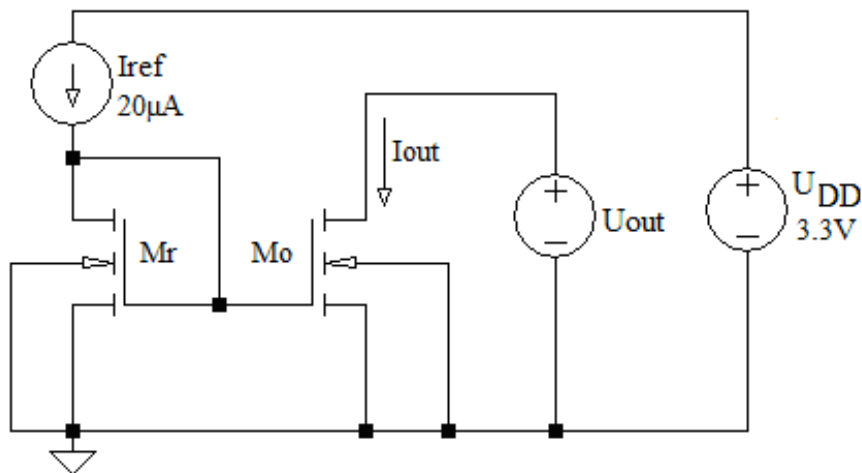 Iref
20μA
Iout
Mr
Mo
+
−
Uout
+
−
UDD
3.3V